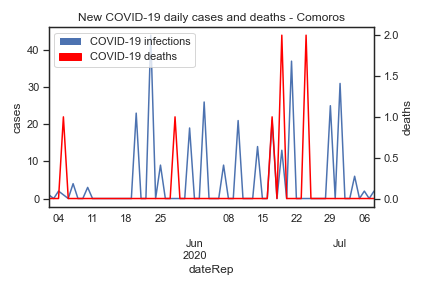 New COVID-19 daily cases and deaths - Comoros
COVID-19 infections
COVID-19 deaths
cases
40
30
20
10
0
deaths
2.0
1.5
1.0
0.5
0.0
04 11 18 25 08 15 22 29 06
Jun Jul
2020
dateRep